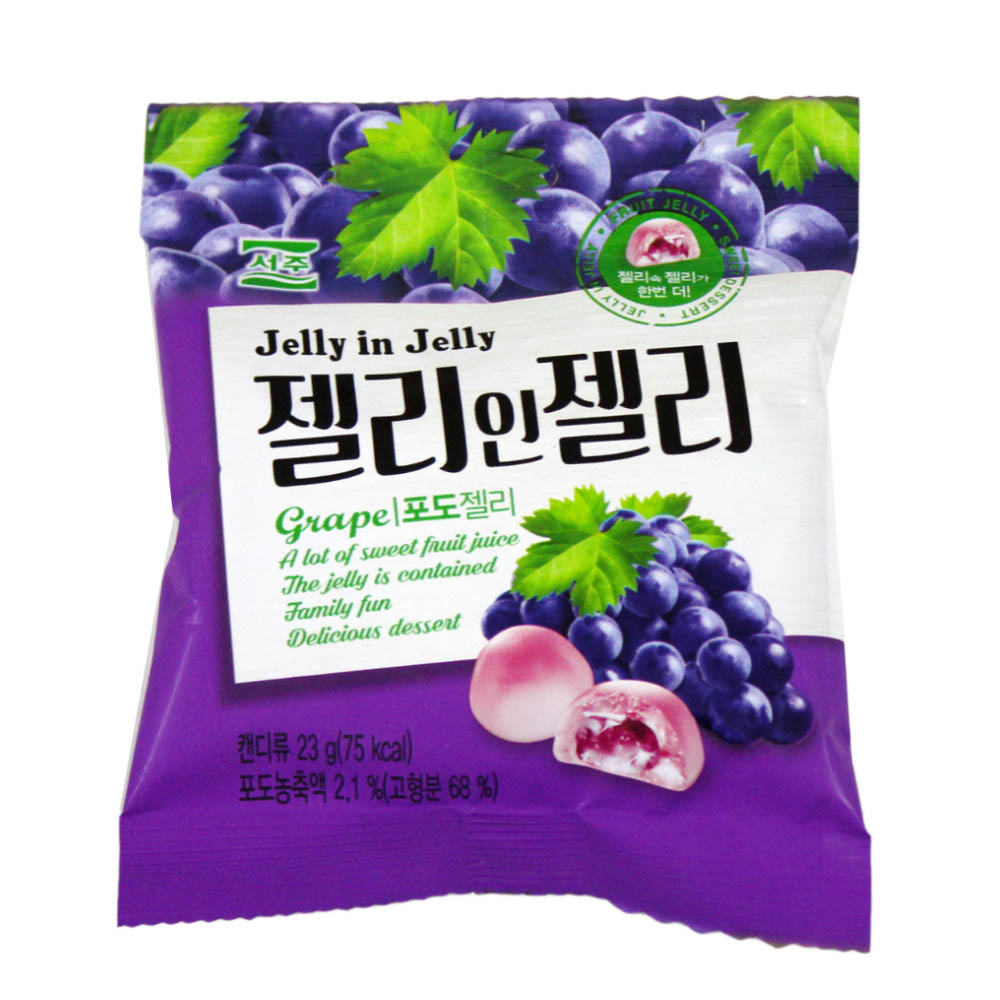 서주
FRUIT JELLY • SWEET DESSERT • JELLY IN JELLY •
젤리속 젤리가
한번 더!
Jelly in Jelly
젤리인젤리
Grape|포도젤리
A lot of sweet fruit juice
The jelly is contained
Family fun
Delicious dessert
캔디류 23 g(75 kcal)
포도농축액 2.1 %(고형분 68 %)